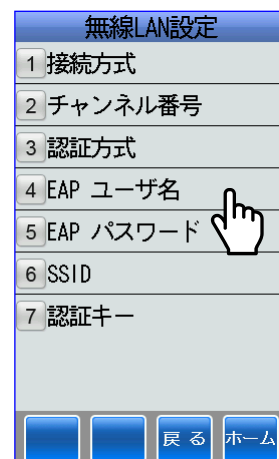 無線LAN設定
1 接続方式
2 チャンネル番号
3 認証方式
4 EAP ユーザ名
5 EAP パスワード
6 SSID
7 認証キー
戻る ホーム